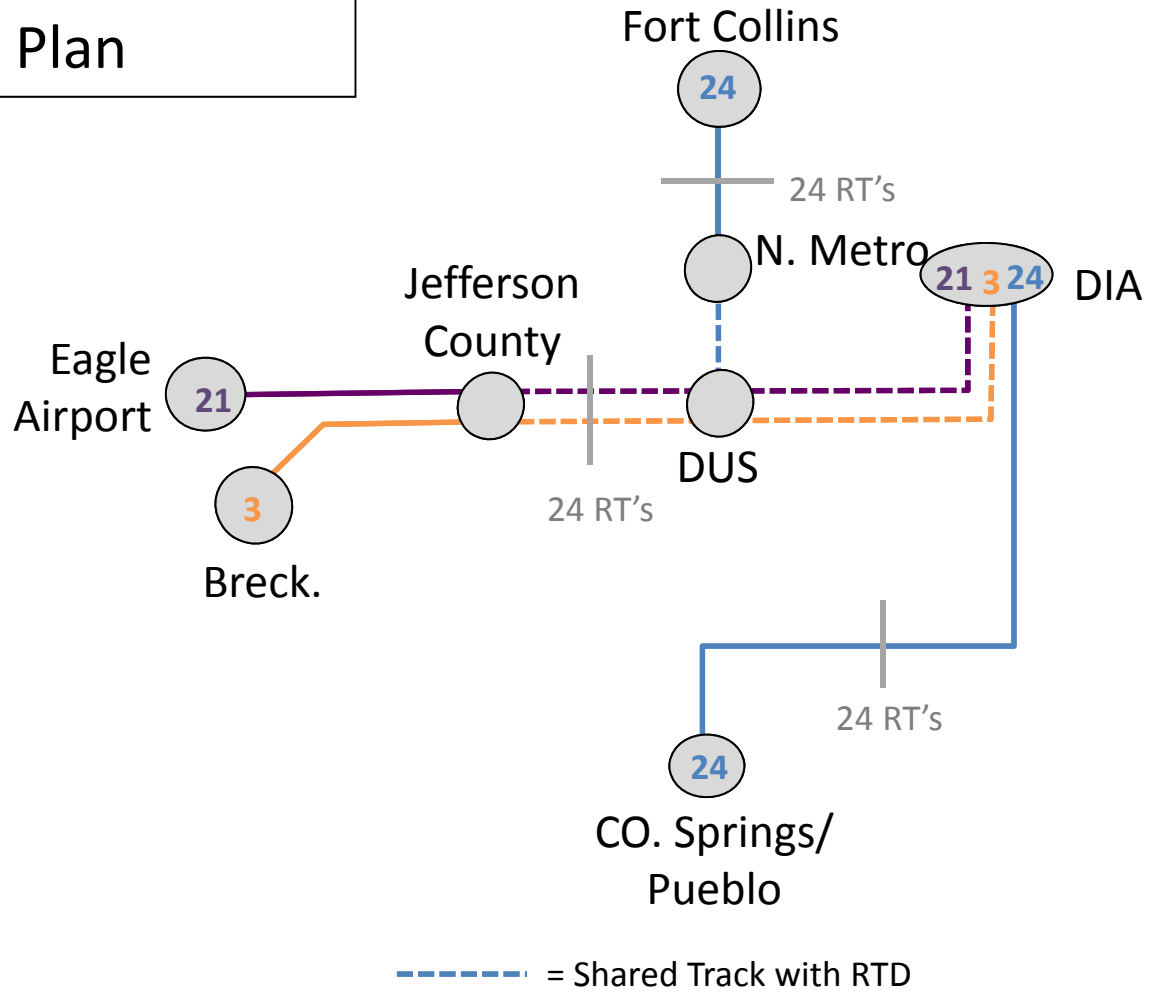 Plan
Fort Collins
24
24 RT’s
N. Metro
21 3 24
DIA
Jefferson
County
Eagle
Airport
21
DUS
24 RT’s
3
Breck.
24 RT’s
24
CO. Springs/
Pueblo
= Shared Track with RTD